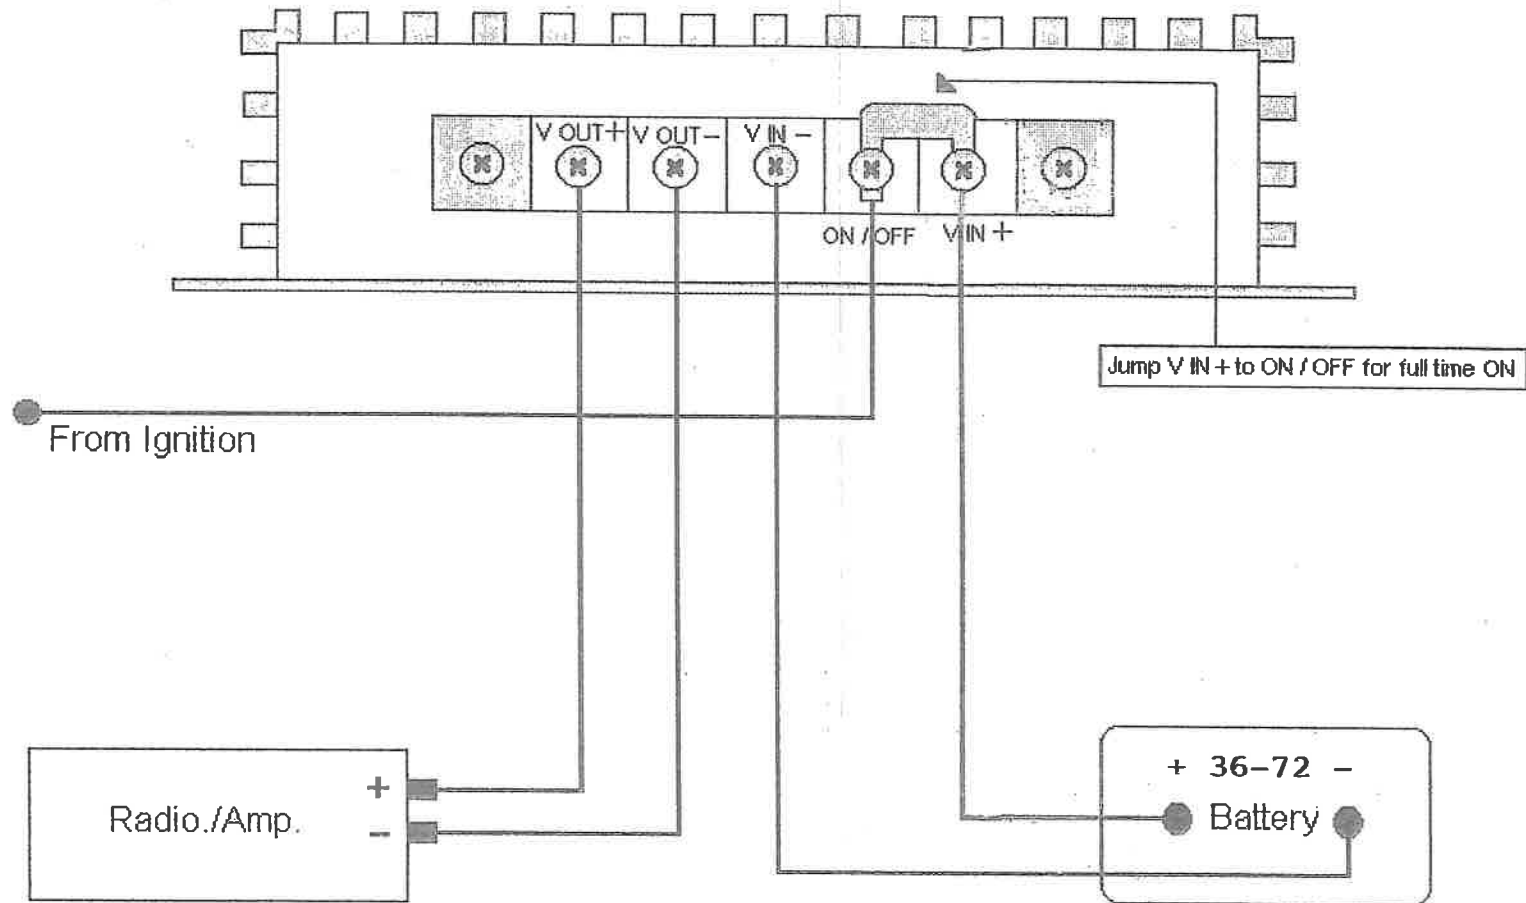 V OUT+ V OUT– V IN –
ON / OFF V IN +
Jump V IN + to ON / OFF for full time ON
From Ignition
+ 36–72 –
Battery
+
Radio./Amp.
–